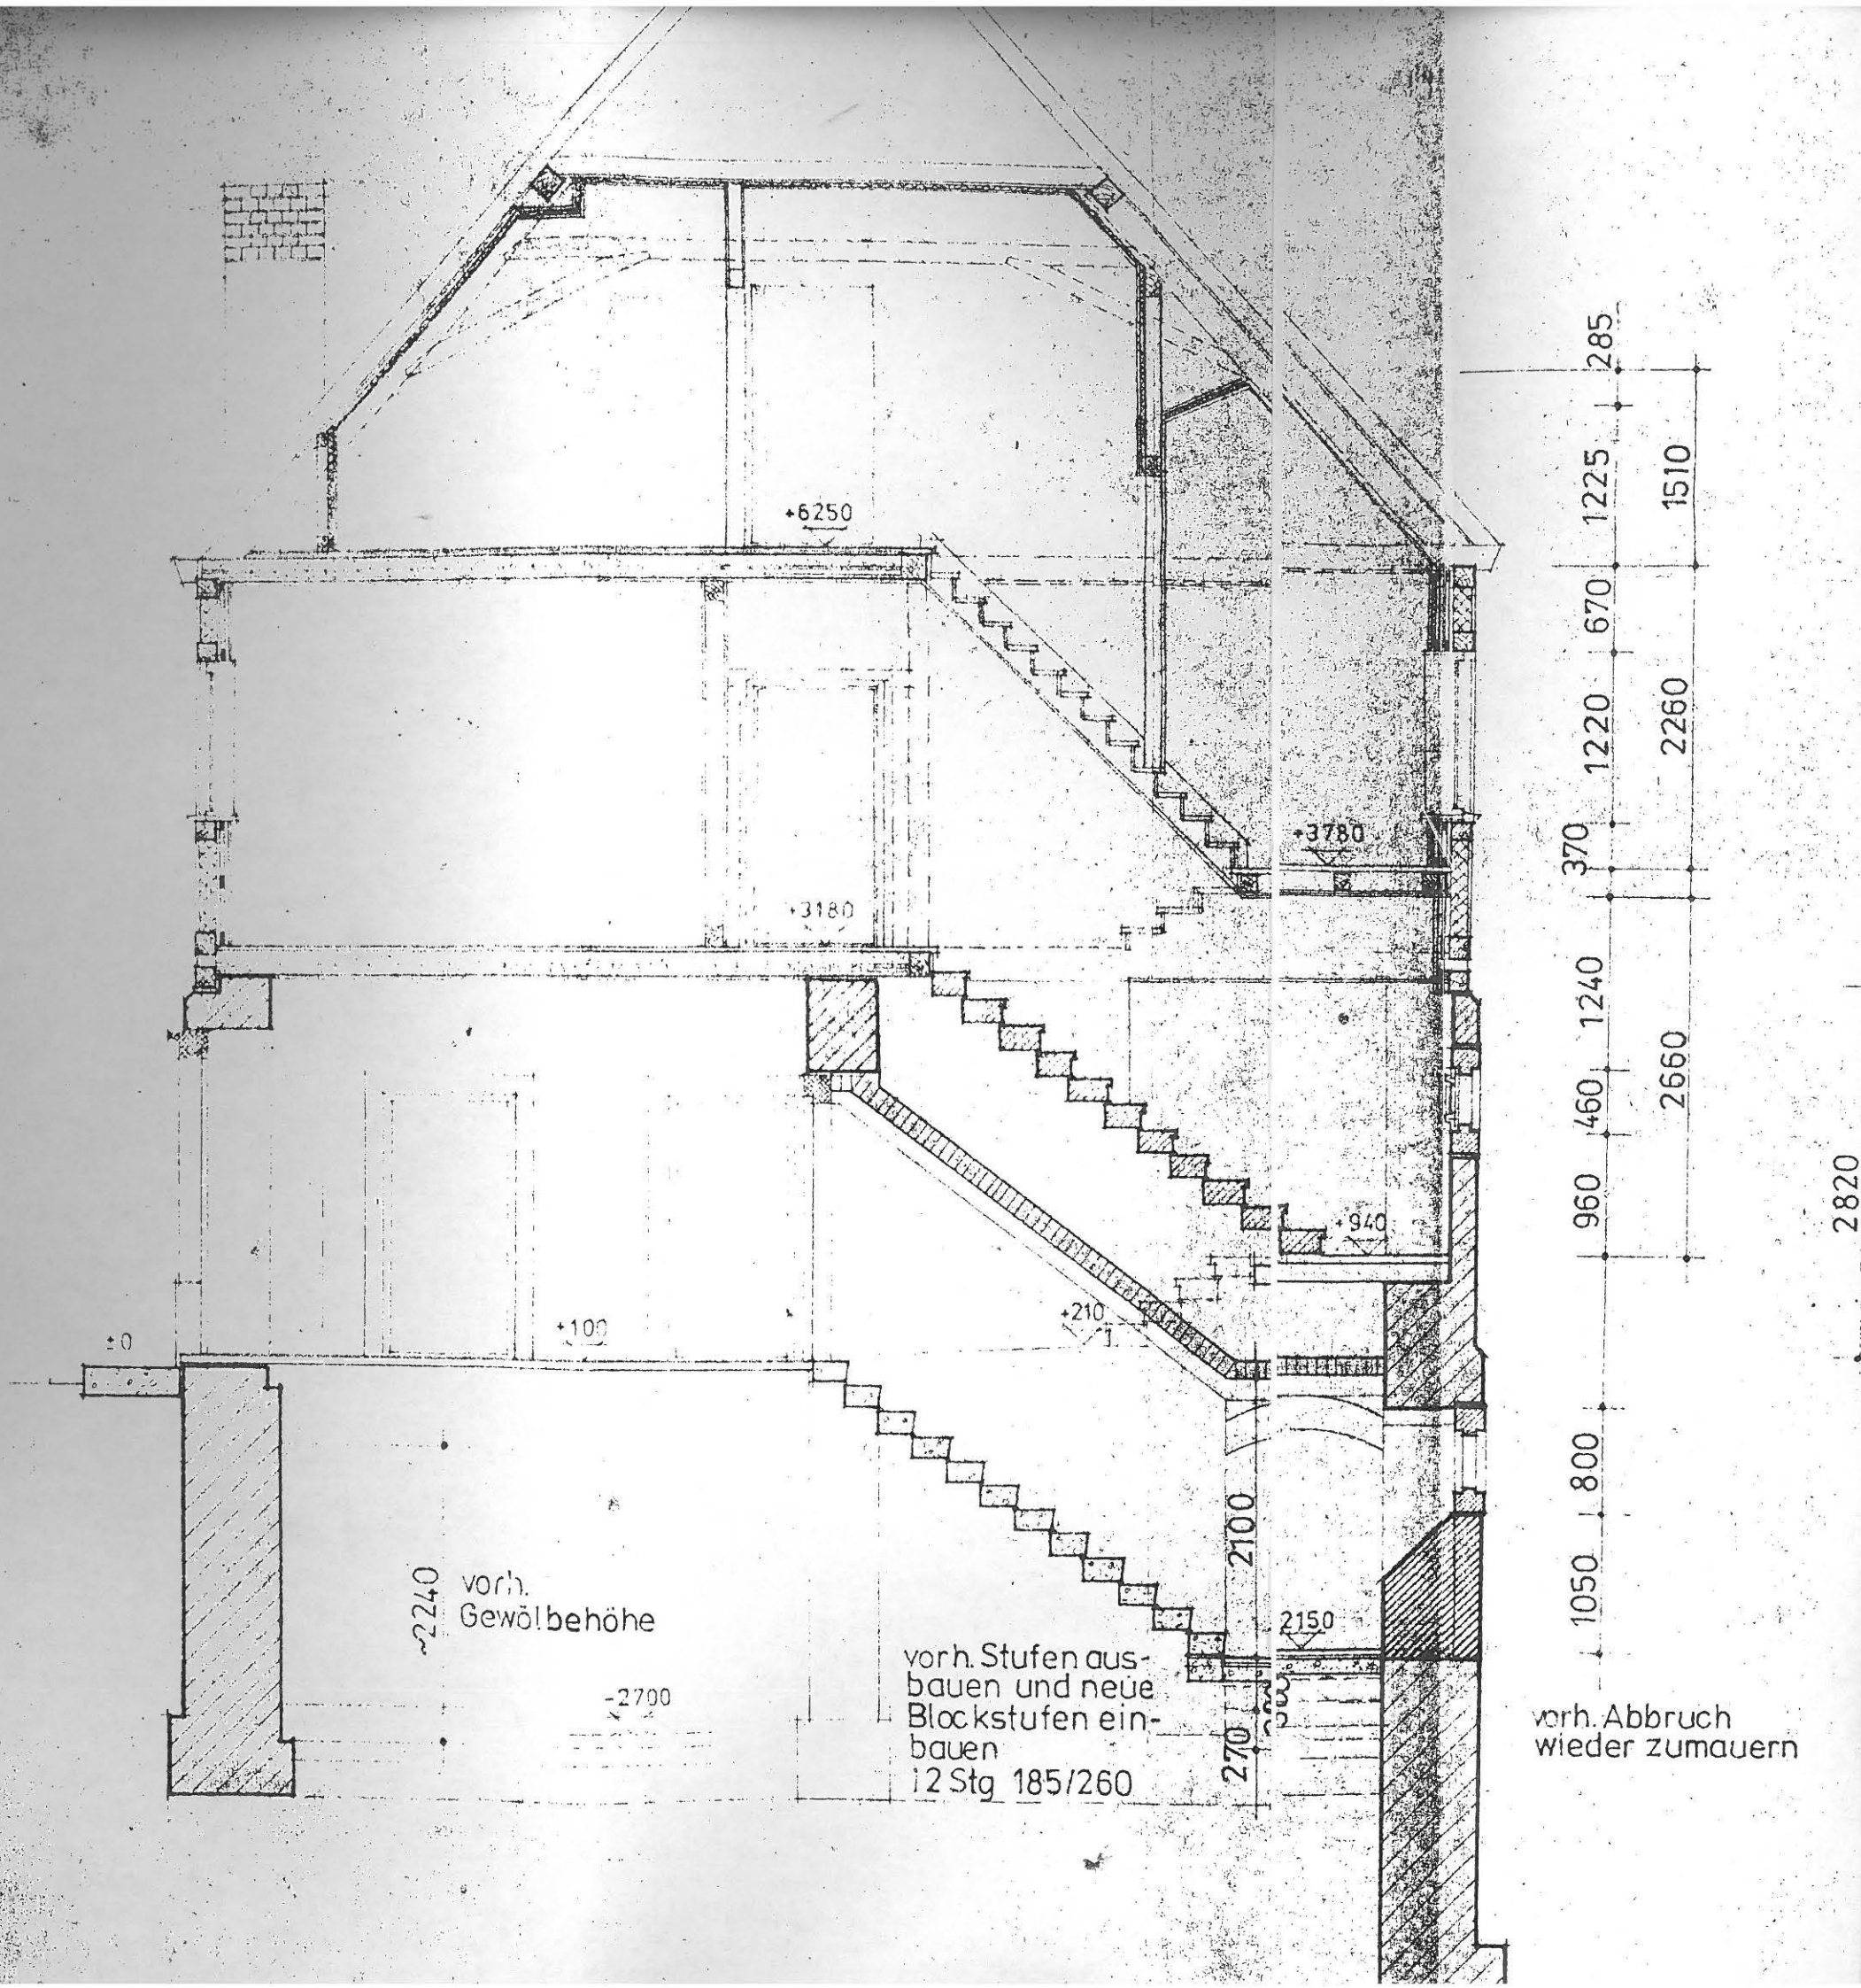 285
1225
1510
+6250
670
1220
2260
+3780
370
+3180
1240
460
2660
960
2820
+940
+210
+100
±0
800
2100
1050
~2240
vorh.
Gewölbehöhe
2150
-2700
vorh. Stufen aus-
bauen und neue
Blockstufen ein-
bauen
12 Stg 185/260
270
vorh. Abbruch
wieder zumauern